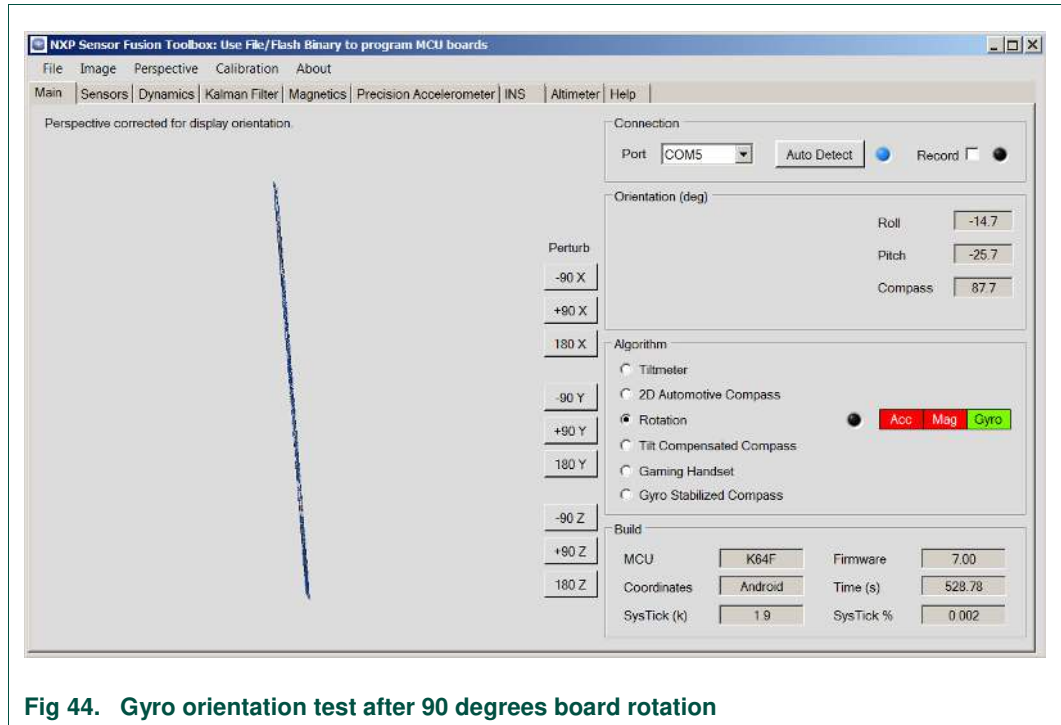 NXP Sensor Fusion Toolbox: Use File/Flash Binary to program MCU boards
File Image Perspective Calibration About
Main Sensors Dynamics Kalman Filter Magnetics Precision Accelerometer INS Altimeter Help
Perspective corrected for display orientation.
Perturb
-90 X
+90 X
180 X
-90 Y
+90 Y
180 Y
-90 Z
+90 Z
180 Z
Connection
Port COM5 Auto Detect Record
Orientation (deg)
Roll -14.7
Pitch -25.7
Compass 87.7
Algorithm
Tiltmeter
2D Automotive Compass
Rotation Acc Mag Gyro
Tilt Compensated Compass
Gaming Handset
Gyro Stabilized Compass
Build
MCU K64F Firmware 7.00
Coordinates Android Time (s) 528.78
SysTick (k) 1.9 SysTick % 0.002
Fig 44. Gyro orientation test after 90 degrees board rotation